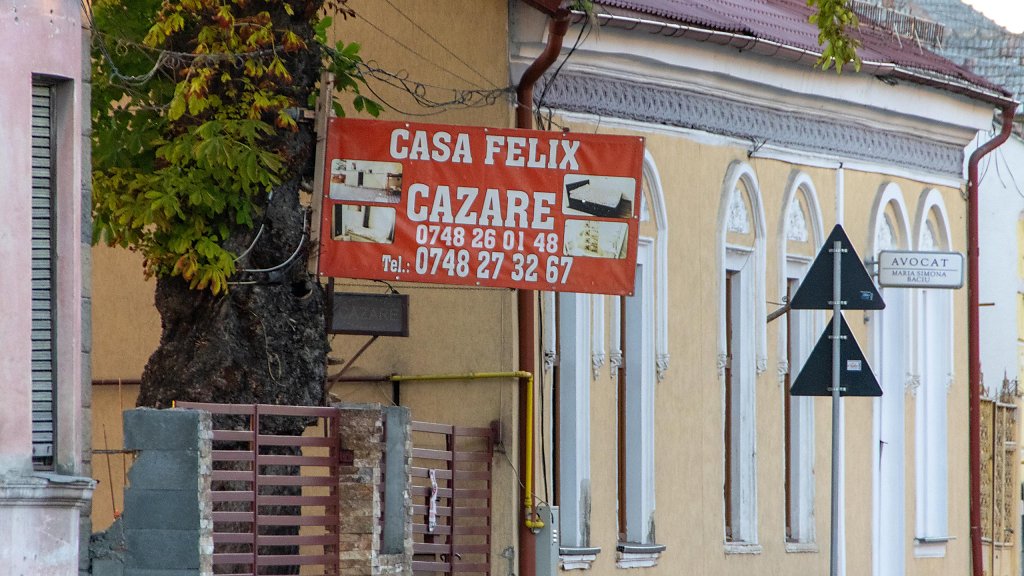 CASA FELIX
CAZARE
0748 26 01 48
Tel.: 0748 27 32 67
CAZARE
AVOCAT
MARIA SIMONA
BACIU